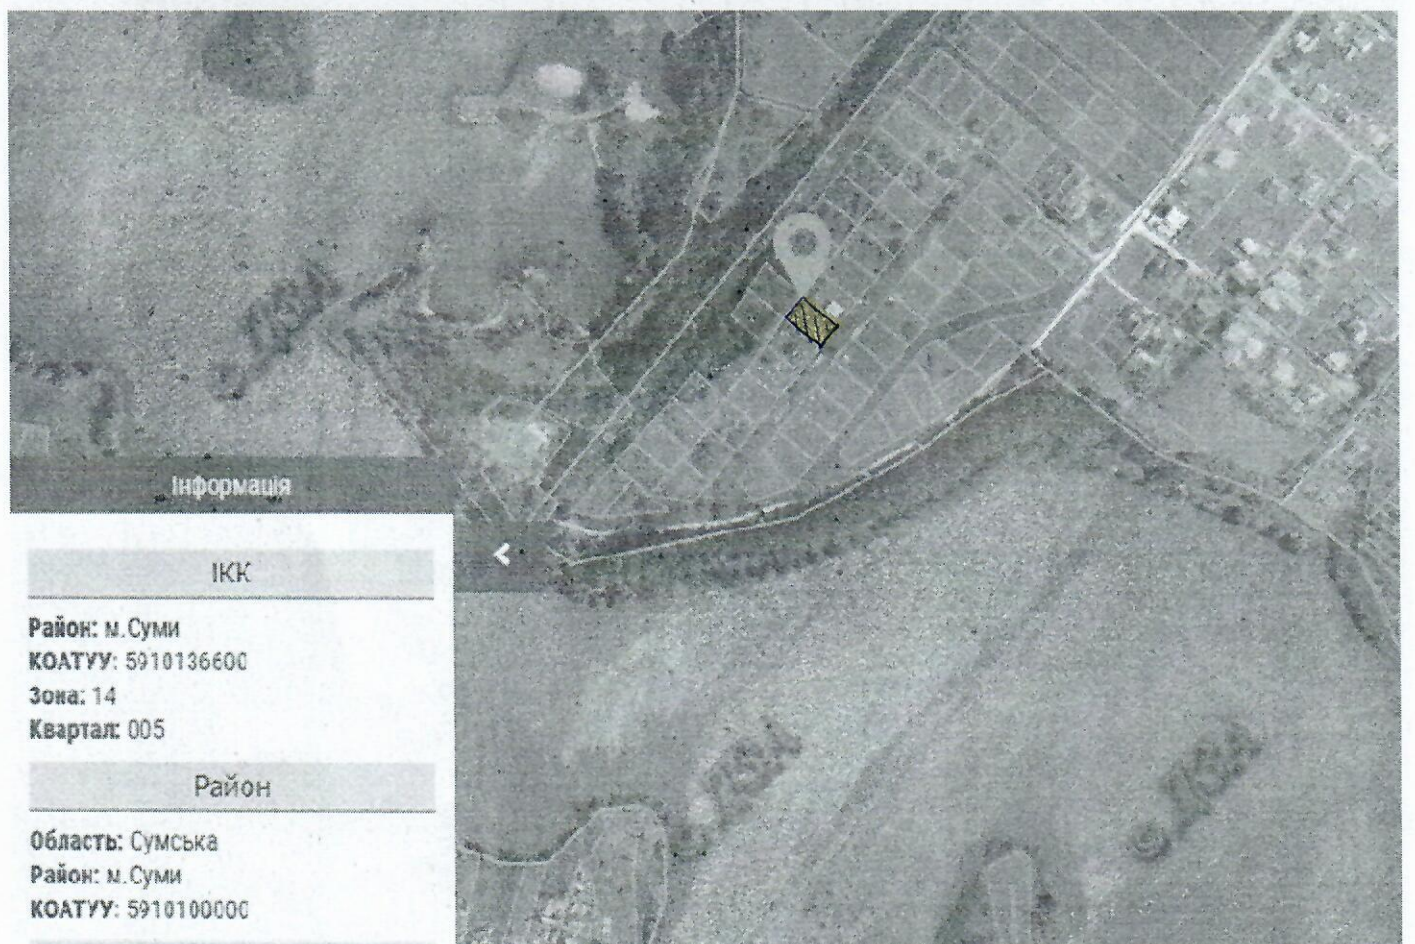 Інформація
ІКК
Район: м.Суми
КОАТУУ: 5910136600
Зона: 14
Квартал: 005
Район
Область: Сумська
Район: м.Суми
КОАТУУ: 5910100000